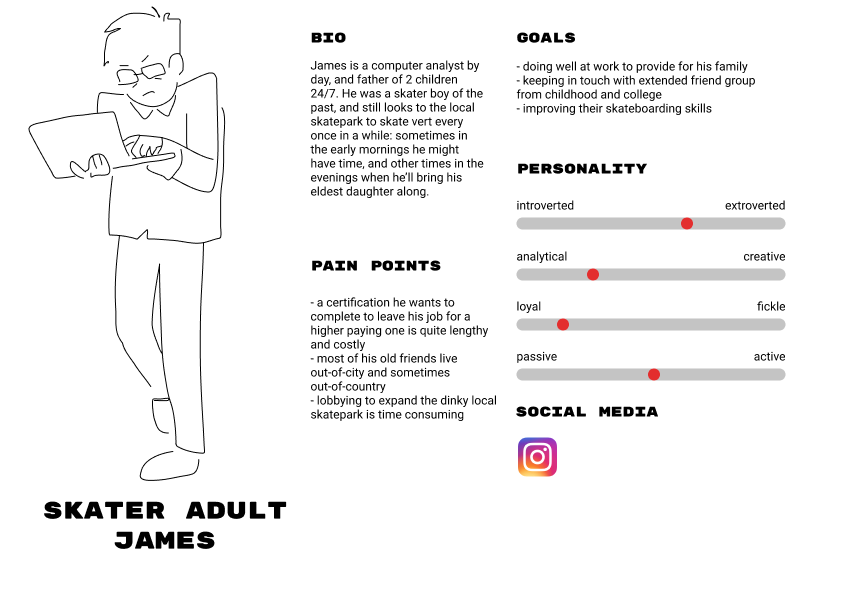 BIO
James is a computer analyst by
day, and father of 2 children
24/7. He was a skater boy of the
past, and still looks to the local
skatepark to skate vert every
once in a while: sometimes in
the early mornings he might
have time, and other times in the
evenings when he'll bring his
eldest daughter along.
PAIN POINTS
- a certification he wants to
complete to leave his job for a
higher paying one is quite lengthy
and costly
- most of his old friends live
out-of-city and sometimes
out-of-country
- lobbying to expand the dinky local
skatepark is time consuming
GOALS
- doing well at work to provide for his family
- keeping in touch with extended friend group
from childhood and college
- improving their skateboarding skills
PERSONALITY
introverted extroverted
analytical creative
loyal fickle
passive active
SOCIAL MEDIA
SKATER ADULT
JAMES